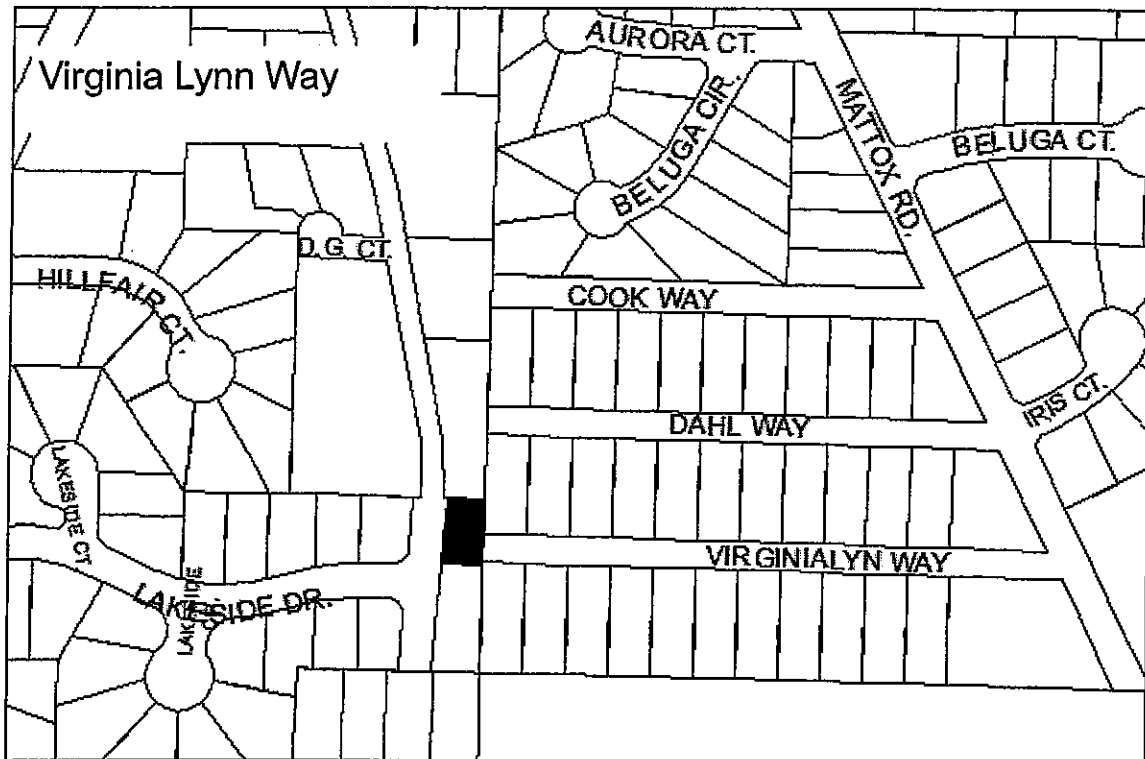 Virginia Lynn Way
AURORA CT.
BELUGA CIR.
MATTOX RD.
BELUGA CT.
D.G. CT.
HILLFAIR CT.
COOK WAY
IRIS CT.
DAHL WAY
LAKESIDE CT
VIRGINIALYN WAY
LAKESIDE DR.
LAKESIDE